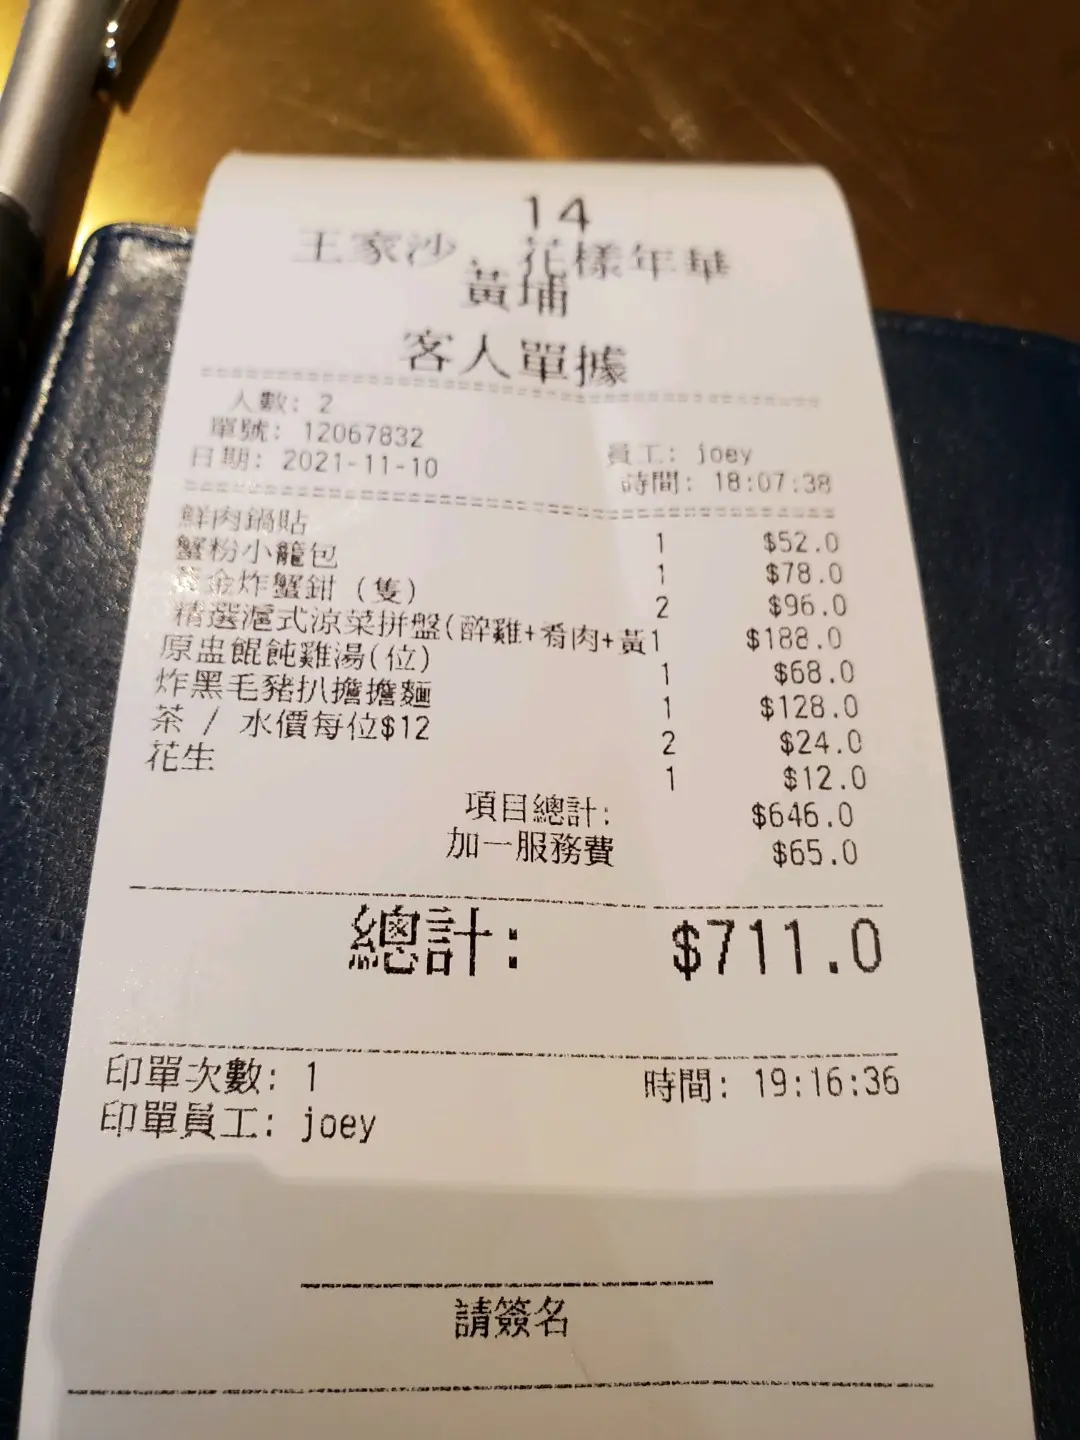 14
王家沙、花樣年華
黃埔
客人單據
人數: 2
單號: 12067832
員工: joey
日期: 2021-11-10
時間: 18:07:38
鮮肉鍋貼 1 $52.0
蟹粉小籠包 1 $78.0
黃金炸蟹鉗 (隻) 2 $96.0
精選滬式涼菜拼盤(醉雞+肴肉+黃1 $188.0
原盅餛飩雞湯(位) 1 $68.0
炸黑毛豬扒擔擔麵 1 $128.0
茶 / 水價每位$12 2 $24.0
花生 1 $12.0
項目總計: $646.0
加一服務費 $65.0
總計: $711.0
印單次數: 1 時間: 19:16:36
印單員工: joey
請簽名